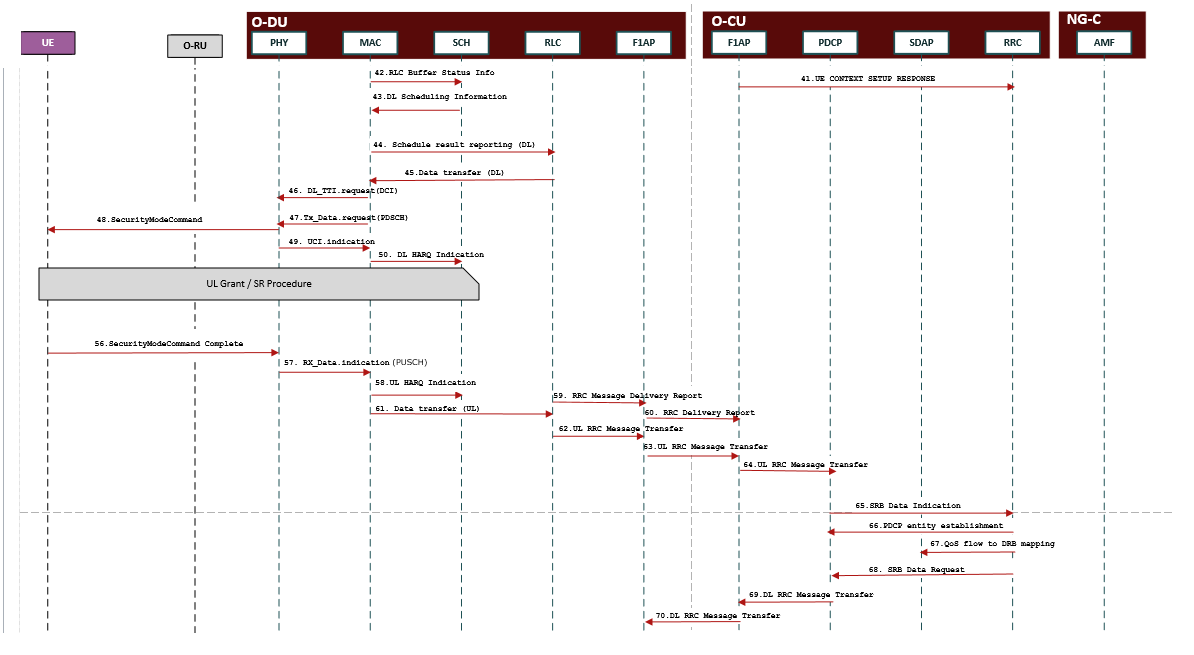 O-DU
O-CU
NG-C
UE
O-RU
PHY
MAC
SCH
RLC
F1AP
F1AP
PDCP
SDAP
RRC
AMF
42.RLC Buffer Status Info
41.UE CONTEXT SETUP RESPONSE
43.DL Scheduling Information
44. Schedule result reporting (DL)
45.Data transfer (DL)
46. DL_TTI.request(DCI)
47.Tx_Data.request(PDSCH)
48.SecurityModeCommand
49. UCI.indication
50. DL HARQ Indication
UL Grant / SR Procedure
56.SecurityModeCommand Complete
57. RX_Data.indication (PUSCH)
58.UL HARQ Indication
59. RRC Message Delivery Report
60. RRC Delivery Report
61. Data transfer (UL)
62.UL RRC Message Transfer
63.UL RRC Message Transfer
64.UL RRC Message Transfer
65.SRB Data Indication
66.PDCP entity establishment
67.QoS flow to DRB mapping
68. SRB Data Request
69.DL RRC Message Transfer
70.DL RRC Message Transfer